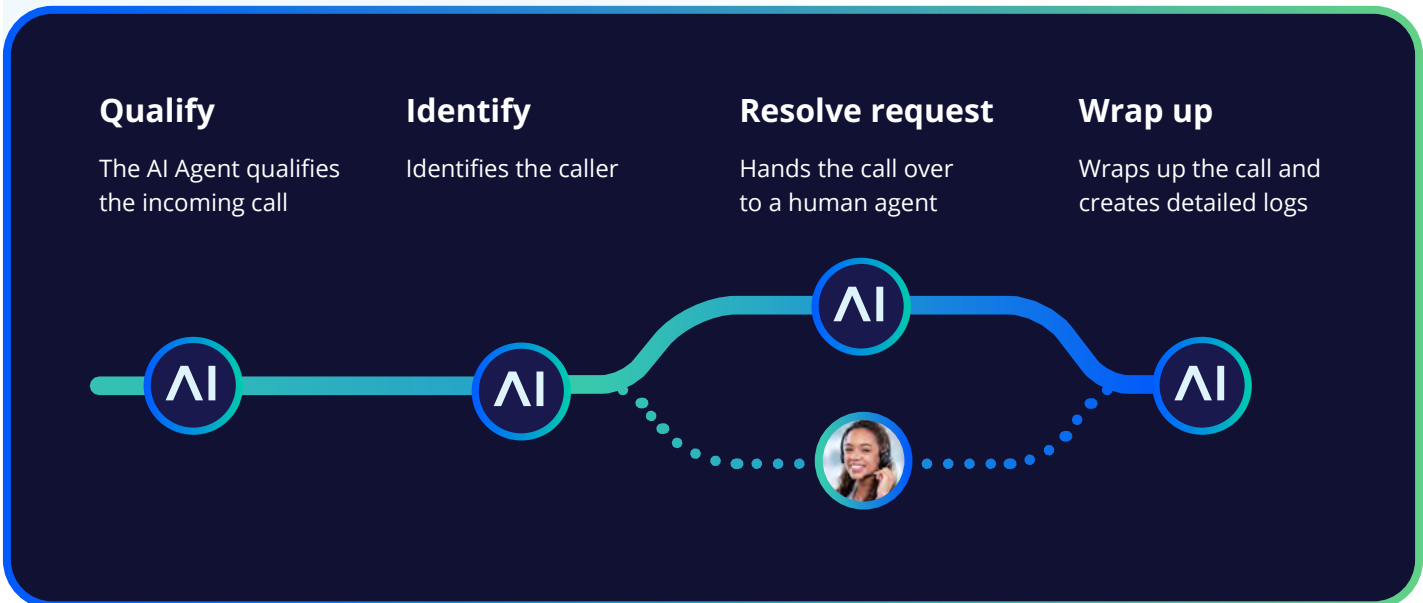 Qualify
The AI Agent qualifies
the incoming call
Identify
Identifies the caller
Resolve request
Hands the call over
to a human agent
Wrap up
Wraps up the call and
creates detailed logs
AI
AI
AI
AI